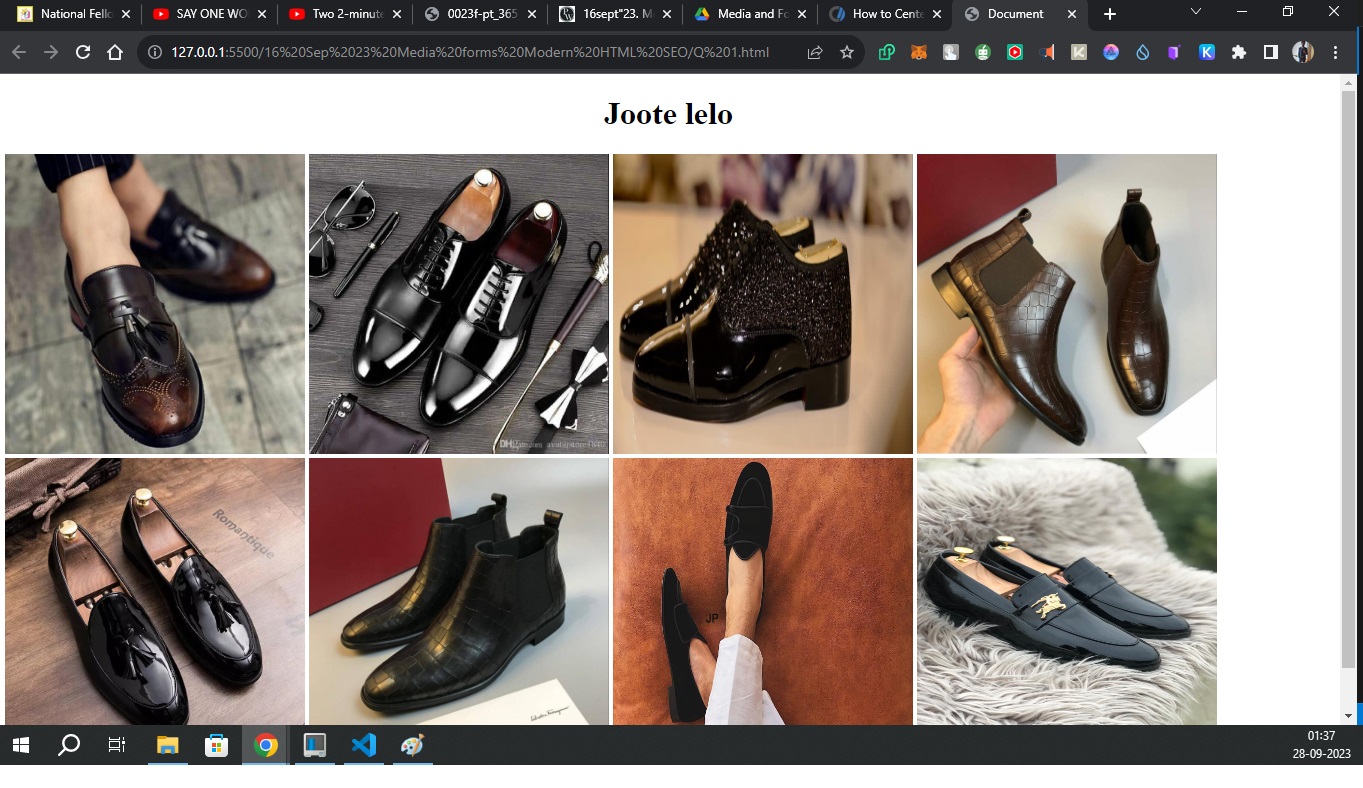 National Fello
SAY ONE WO
Two 2-minute
0023f-pt_365
16sept"23. M
Media and Fo
How to Cente
Document
127.0.0.1:5500/16%20Sep%2023%20Media%20forms%20Modern%20HTML%20SEO/Q%201.html
Joote lelo
Romantique
JP
01:37
28-09-2023